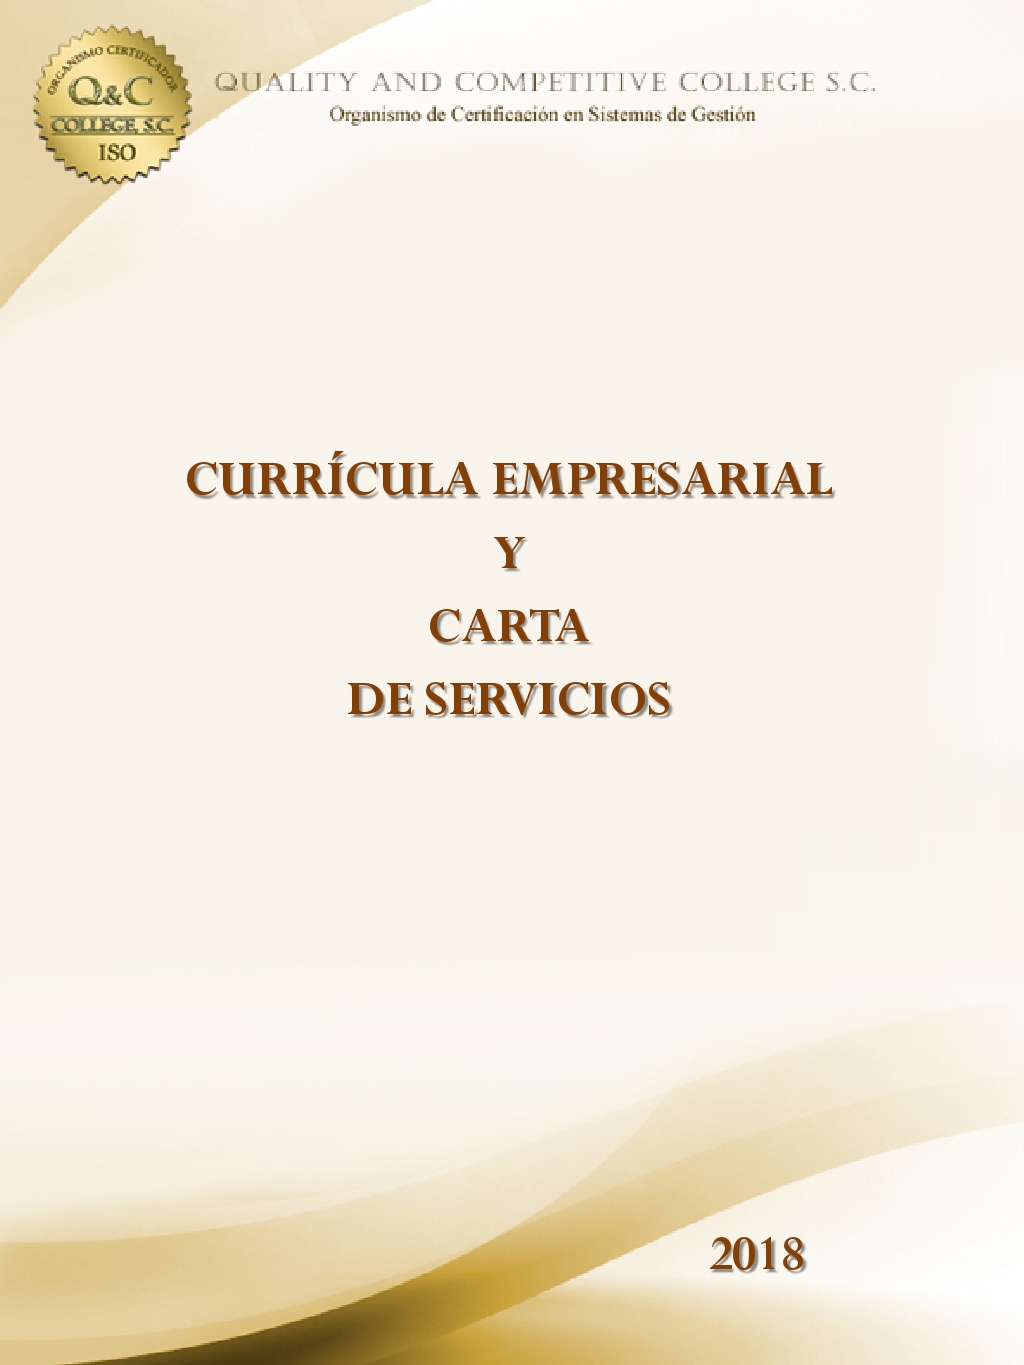 ORGANISMO CERTIFICADOR
Q&C
COLLEGE, S.C.
ISO
QUALITY AND COMPETITIVE COLLEGE S.C.
Organismo de Certificación en Sistemas de Gestión
CURRÍCULA EMPRESARIAL
Y
CARTA
DE SERVICIOS
2018